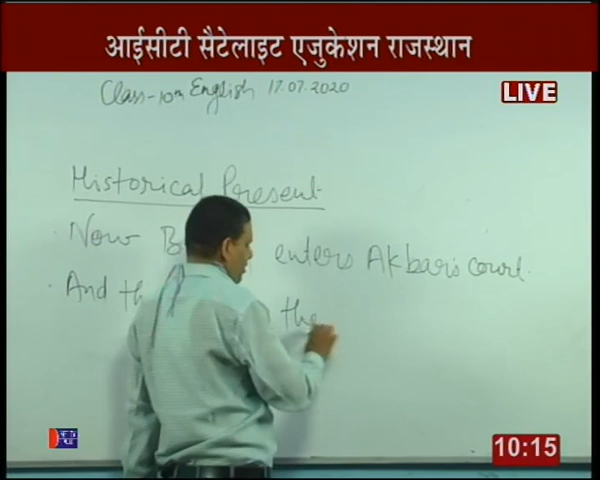 आईसीटी सैटेलाइट एजुकेशन राजस्थान
Class-10th English 17.07.2020
LIVE
Historical Present
Now B enters Akbar's court.
And th the
10:15